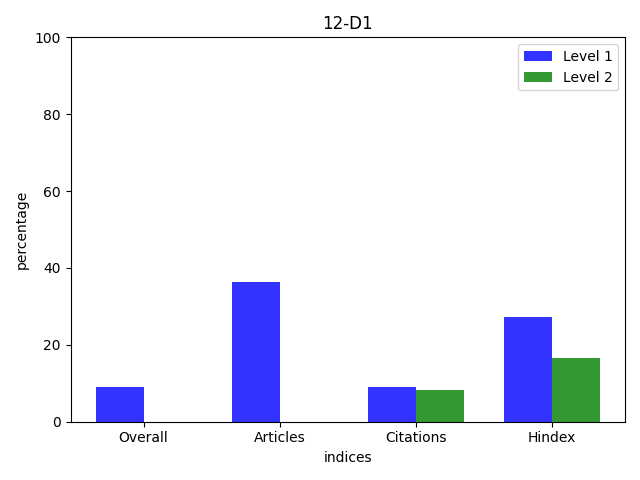 12-D1
100
80
60
40
20
0
percentage
Level 1
Level 2
Overall Articles Citations Hindex
indices